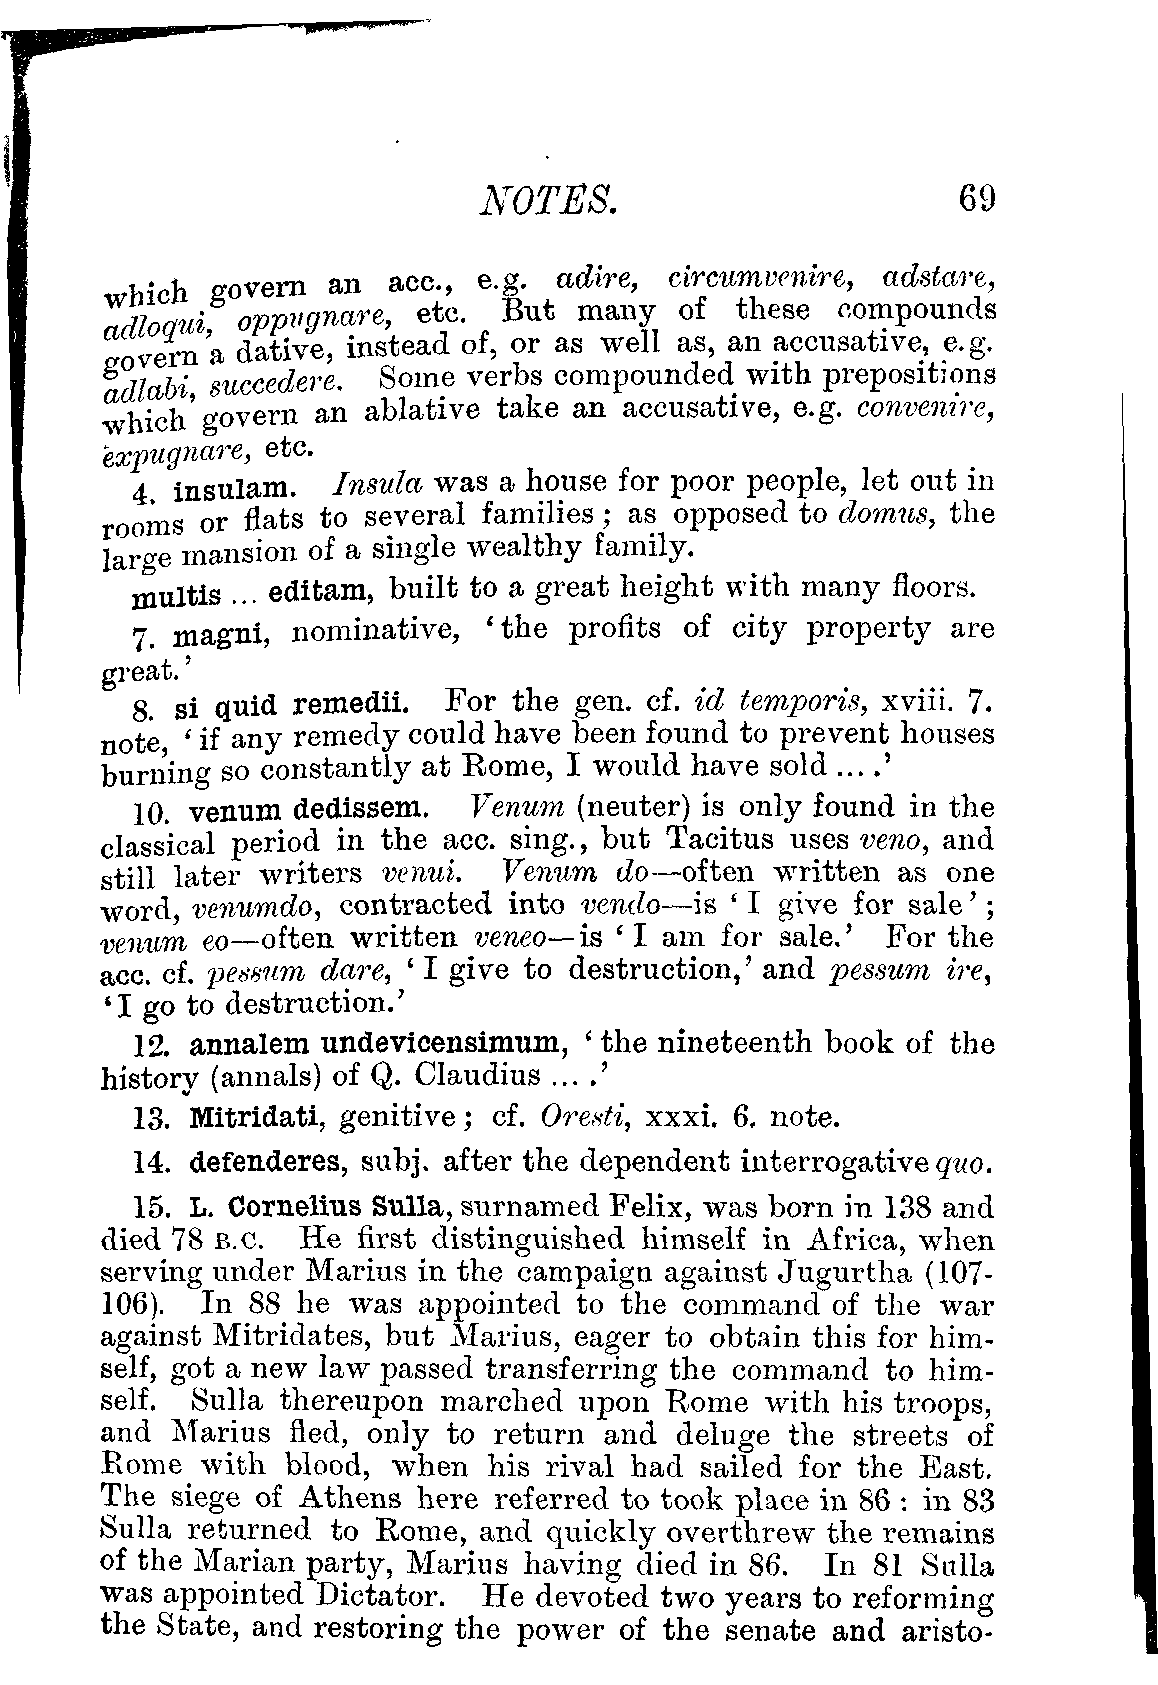 NOTES. 69
which govern an acc., e.g. adire, circumvenire, adstare,
adloqui, oppugnare, etc. But many of these compounds
govern a dative, instead of, or as well as, an accusative, e.g.
adlabi, succedere. Some verbs compounded with prepositions
which govern an ablative take an accusative, e.g. convenire,
expugnare, etc.
4. insulam. Insula was a house for poor people, let out in
rooms or flats to several families; as opposed to domus, the
large mansion of a single wealthy family.
multis ... editam, built to a great height with many floors.
7. magni, nominative, 'the profits of city property are
great.'
8. si quid remedii. For the gen. cf. id temporis, xviii. 7.
note, 'if any remedy could have been found to prevent houses
burning so constantly at Rome, I would have sold ... .'
10. venum dedissem. Venum (neuter) is only found in the
classical period in the acc. sing., but Tacitus uses veno, and
still later writers venui. Venum do—often written as one
word, venumdo, contracted into vendo—is 'I give for sale';
venum eo—often written veneo—is 'I am for sale.' For the
acc. cf. pessum dare, 'I give to destruction,' and pessum ire,
'I go to destruction.'
12. annalem undevicensimum, 'the nineteenth book of the
history (annals) of Q. Claudius ... .'
13. Mitridati, genitive; cf. Oresti, xxxi. 6. note.
14. defenderes, subj. after the dependent interrogative quo.
15. L. Cornelius Sulla, surnamed Felix, was born in 138 and
died 78 B.C. He first distinguished himself in Africa, when
serving under Marius in the campaign against Jugurtha (107-
106). In 88 he was appointed to the command of the war
against Mitridates, but Marius, eager to obtain this for him-
self, got a new law passed transferring the command to him-
self. Sulla thereupon marched upon Rome with his troops,
and Marius fled, only to return and deluge the streets of
Rome with blood, when his rival had sailed for the East.
The siege of Athens here referred to took place in 86: in 83
Sulla returned to Rome, and quickly overthrew the remains
of the Marian party, Marius having died in 86. In 81 Sulla
was appointed Dictator. He devoted two years to reforming
the State, and restoring the power of the senate and aristo-